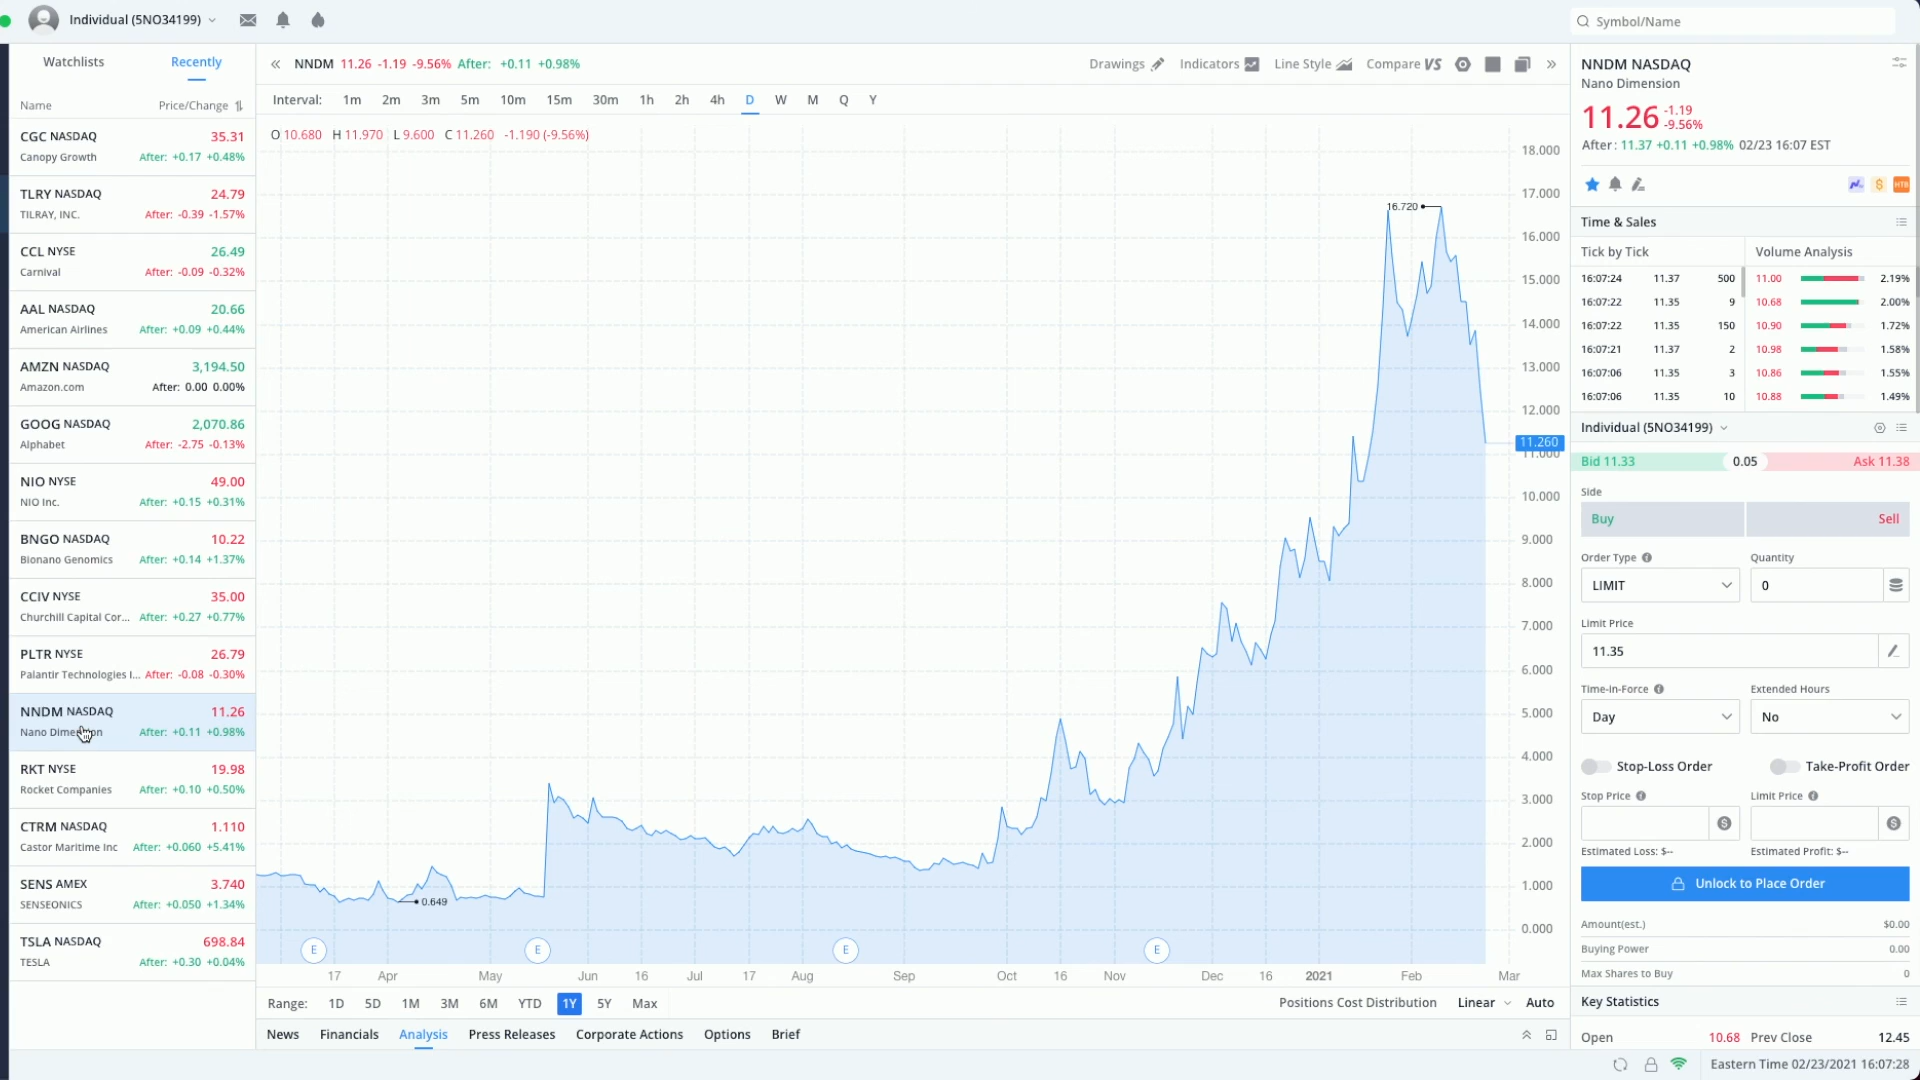 Individual (5NO34199)
Symbol/Name
Watchlists Recently
Name Price/Change
CGC NASDAQ 35.31
Canopy Growth After: +0.17 +0.48%
TLRY NASDAQ 24.79
TILRAY, INC. After: -0.39 -1.57%
CCL NYSE 26.49
Carnival After: -0.09 -0.32%
AAL NASDAQ 20.66
American Airlines After: +0.09 +0.44%
AMZN NASDAQ 3,194.50
Amazon.com After: 0.00 0.00%
GOOG NASDAQ 2,070.86
Alphabet After: -2.75 -0.13%
NIO NYSE 49.00
NIO Inc. After: +0.15 +0.31%
BNGO NASDAQ 10.22
Bionano Genomics After: +0.14 +1.37%
CCIV NYSE 35.00
Churchill Capital Cor... After: +0.27 +0.77%
PLTR NYSE 26.79
Palantir Technologies I... After: -0.08 -0.30%
NNDM NASDAQ 11.26
Nano Dimension After: +0.11 +0.98%
RKT NYSE 19.98
Rocket Companies After: +0.10 +0.50%
CTRM NASDAQ 1.110
Castor Maritime Inc After: +0.060 +5.41%
SENS AMEX 3.740
SENSEONICS After: +0.050 +1.34%
TSLA NASDAQ 698.84
TESLA After: +0.30 +0.04%
NNDM 11.26 -1.19 -9.56% After: +0.11 +0.98%
Drawings Indicators Line Style Compare VS
Interval: 1m 2m 3m 5m 10m 15m 30m 1h 2h 4h D W M Q Y
O 10.680 H 11.970 L 9.600 C 11.260 -1.190 (-9.56%)
18.000
17.000
16.720
16.000
15.000
14.000
13.000
12.000
11.260
11.000
10.000
9.000
8.000
7.000
6.000
5.000
4.000
3.000
2.000
1.000
0.649
0.000
E E E E
17 Apr May Jun 16 Jul 17 Aug Sep Oct 16 Nov Dec 16 2021 Feb Mar
Range: 1D 5D 1M 3M 6M YTD 1Y 5Y Max Positions Cost Distribution Linear Auto
News Financials Analysis Press Releases Corporate Actions Options Brief
NNDM NASDAQ
Nano Dimension
11.26 -1.19
-9.56%
After: 11.37 +0.11 +0.98% 02/23 16:07 EST
HTB
Time & Sales
Tick by Tick Volume Analysis
16:07:24 11.37 500 11.00 2.19%
16:07:22 11.35 9 10.68 2.00%
16:07:22 11.35 150 10.90 1.72%
16:07:21 11.37 2 10.98 1.58%
16:07:06 11.35 3 10.86 1.55%
16:07:06 11.35 10 10.88 1.49%
Individual (5NO34199)
Bid 11.33 0.05 Ask 11.38
Side
Buy Sell
Order Type Quantity
LIMIT 0
Limit Price
11.35
Time-In-Force Extended Hours
Day No
Stop-Loss Order Take-Profit Order
Stop Price Limit Price
Estimated Loss: $-- Estimated Profit: $--
Unlock to Place Order
Amount(est.) $0.00
Buying Power 0.00
Max Shares to Buy 0
Key Statistics
Open 10.68 Prev Close 12.45
Eastern Time 02/23/2021 16:07:28